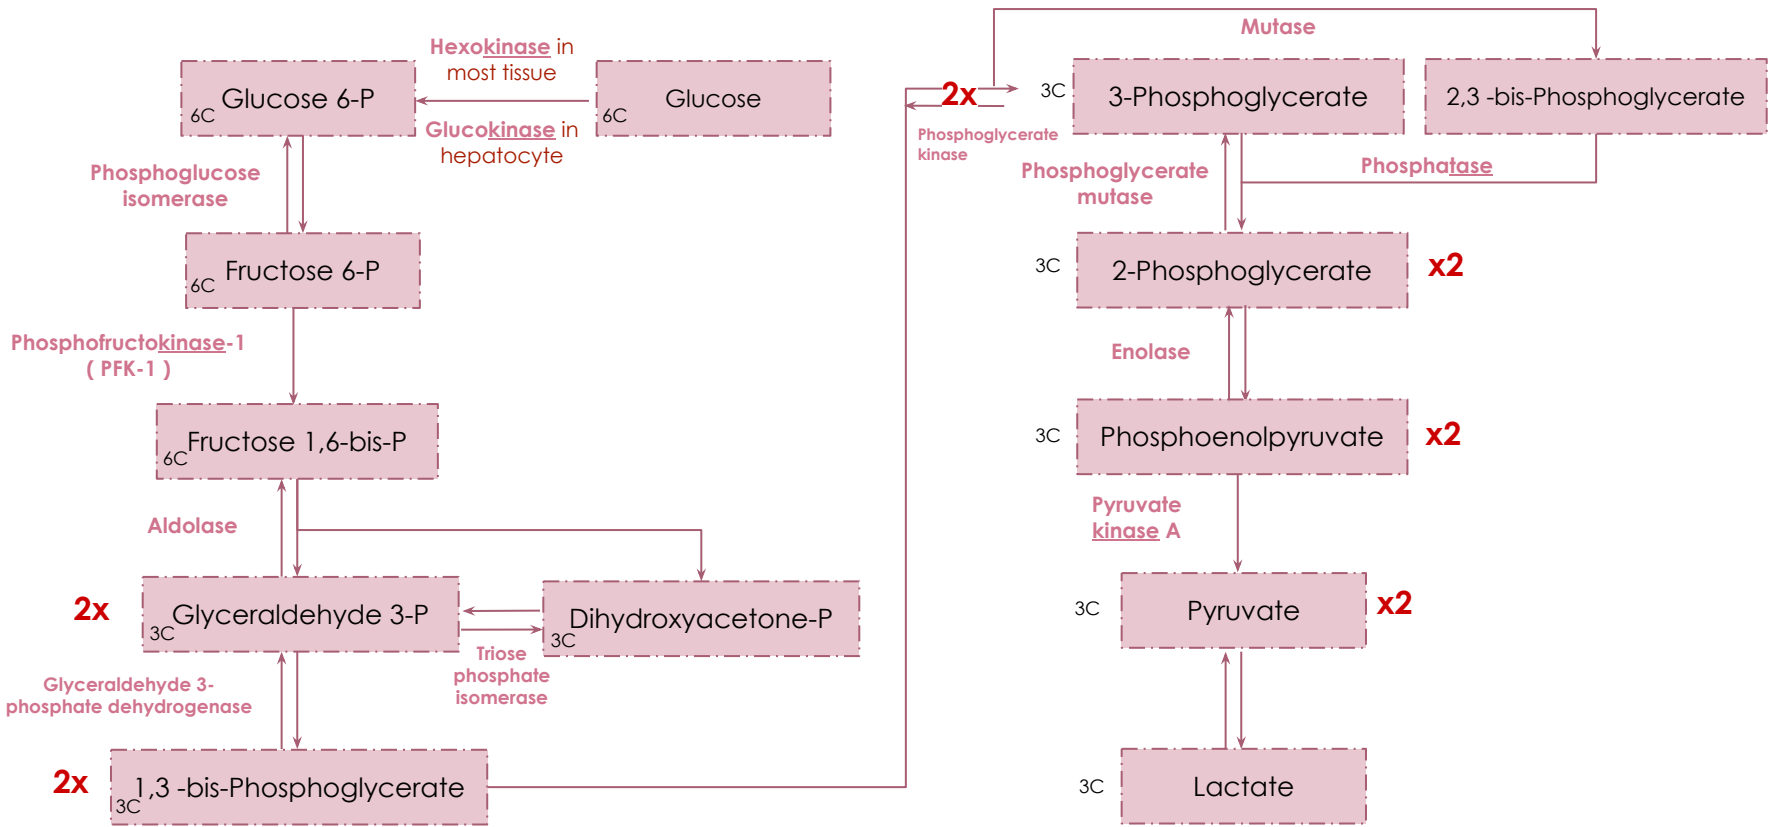 Hexokinase in
most tissue
Glucose 6-P
6C
Glucose
6C
Glucokinase in
hepatocyte
Phosphoglucose
isomerase
Fructose 6-P
6C
Phosphofructokinase-1
( PFK-1 )
Fructose 1,6-bis-P
6C
Aldolase
2x
Glyceraldehyde 3-P
3C
Dihydroxyacetone-P
3C
Triose
phosphate
isomerase
Glyceraldehyde 3-
phosphate dehydrogenase
2x
1,3 -bis-Phosphoglycerate
3C
Mutase
2x
Phosphoglycerate
kinase
3C
3-Phosphoglycerate
2,3 -bis-Phosphoglycerate
Phosphoglycerate
mutase
Phosphatase
3C
2-Phosphoglycerate
x2
Enolase
3C
Phosphoenolpyruvate
x2
Pyruvate
kinase A
3C
Pyruvate
x2
3C
Lactate